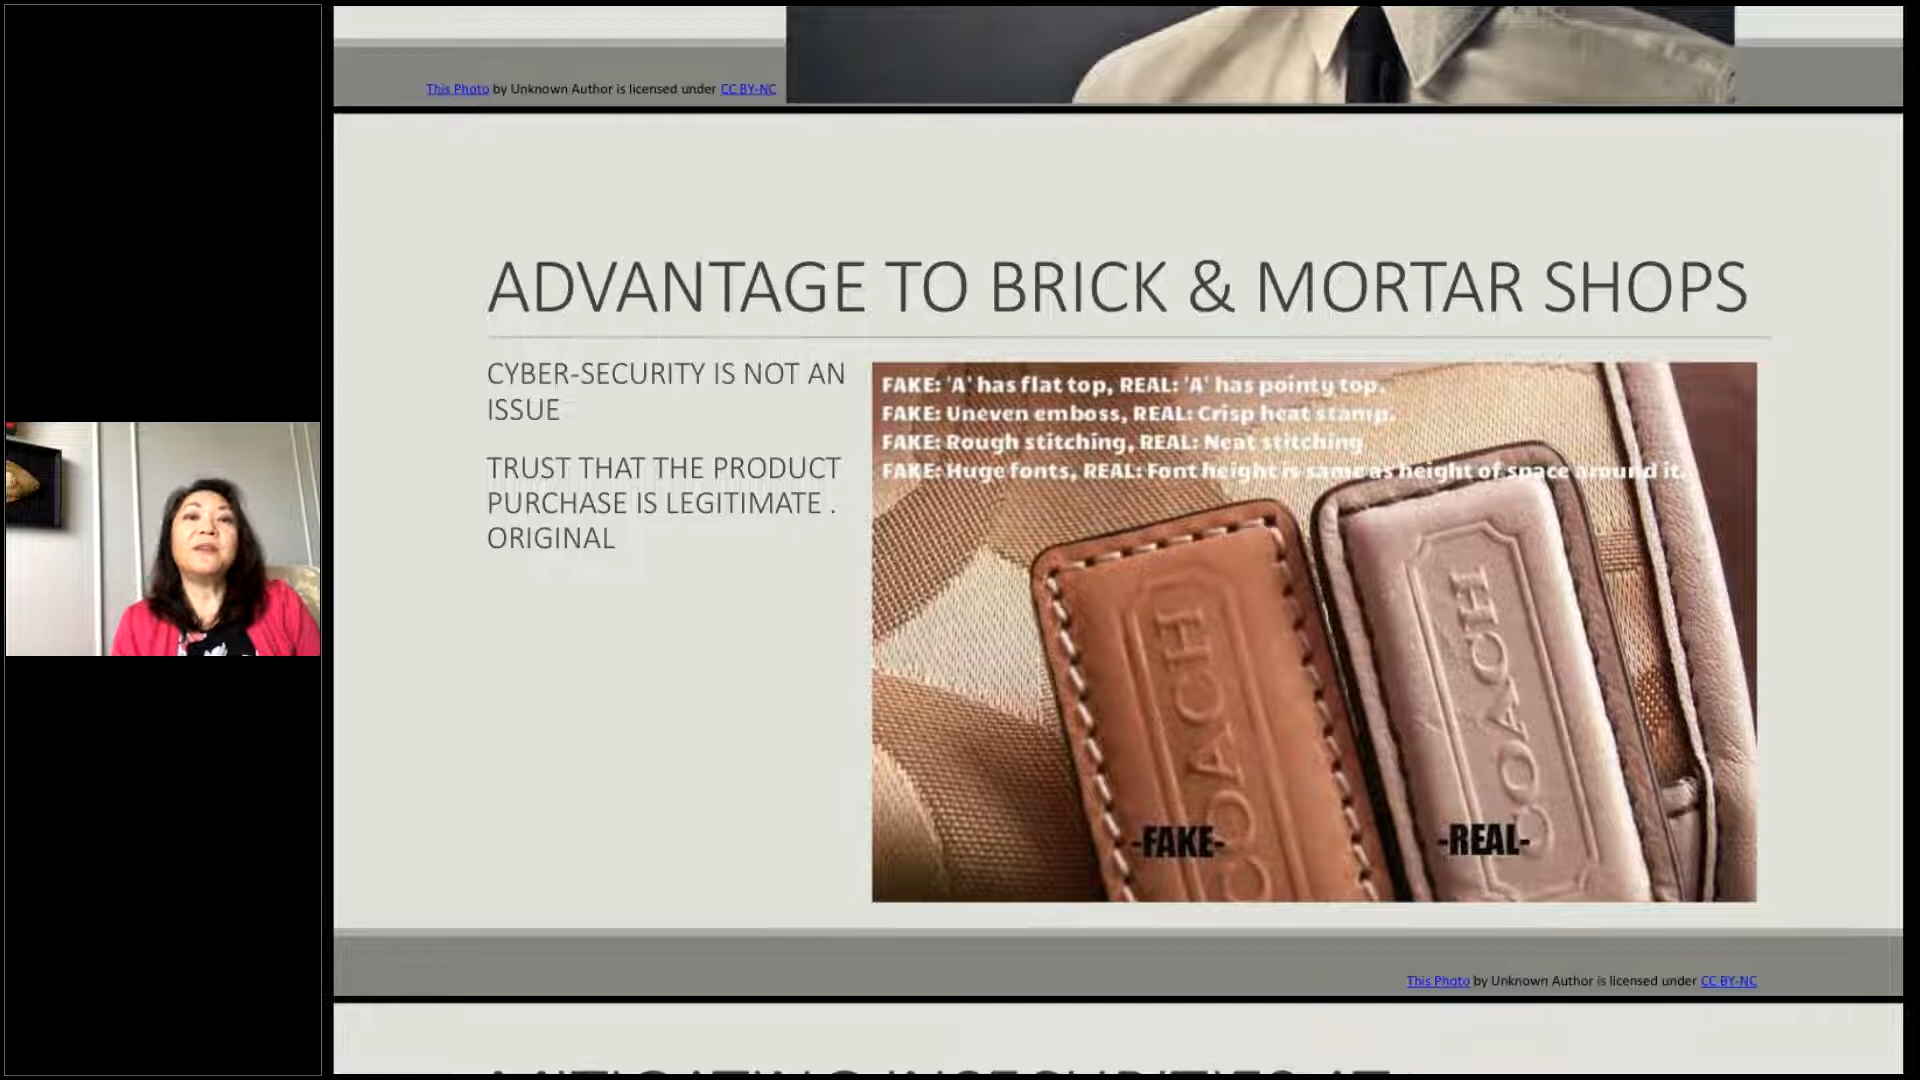 This Photo by Unknown Author is licensed under CC BY-NC
ADVANTAGE TO BRICK & MORTAR SHOPS
CYBER-SECURITY IS NOT AN
ISSUE
TRUST THAT THE PRODUCT
PURCHASE IS LEGITIMATE .
ORIGINAL
FAKE: 'A' has flat top, REAL: 'A' has pointy top.
FAKE: Uneven emboss, REAL: Crisp heat stamp.
FAKE: Rough stitching, REAL: Neat stitching
FAKE: Huge fonts, REAL: Font height is same as height of space around it.
COACH
COACH
-FAKE-
-REAL-
This Photo by Unknown Author is licensed under CC BY-NC